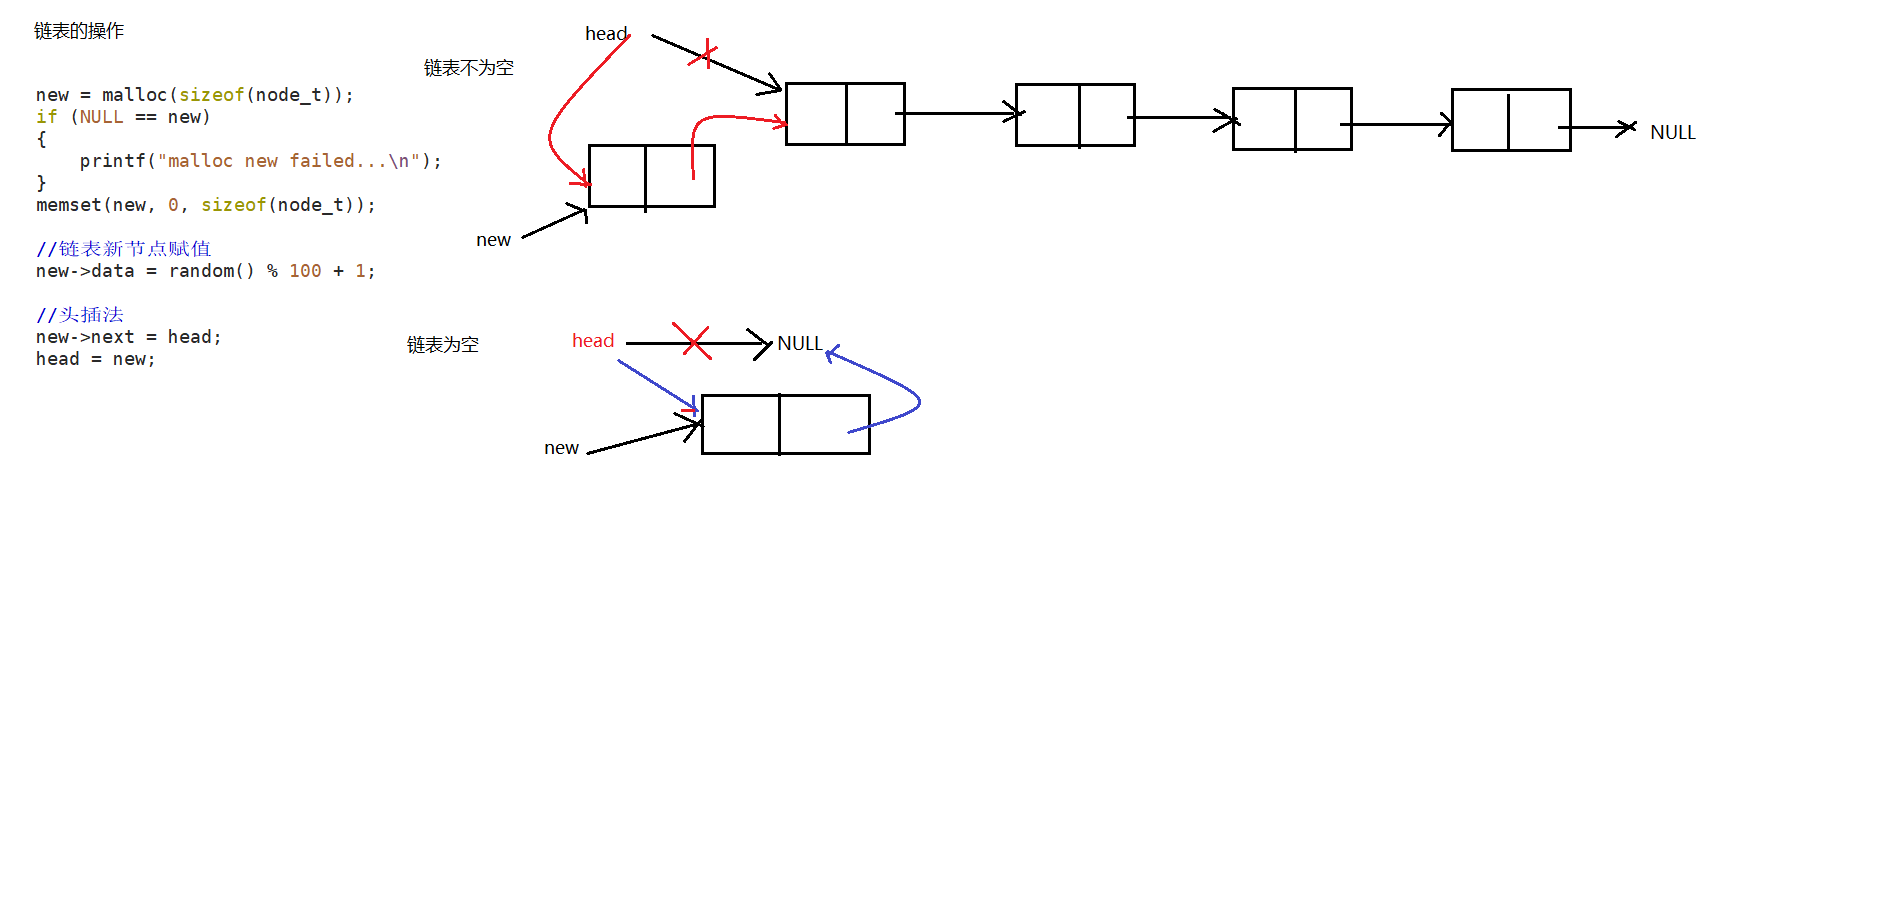 链表的操作
new = malloc(sizeof(node_t));
if (NULL == new)
{
    printf("malloc new failed...\n");
}
memset(new, 0, sizeof(node_t));
//链表新节点赋值
new->data = random() % 100 + 1;
//头插法
new->next = head;
head = new;
head
链表不为空
NULL
new
链表为空
head
NULL
new